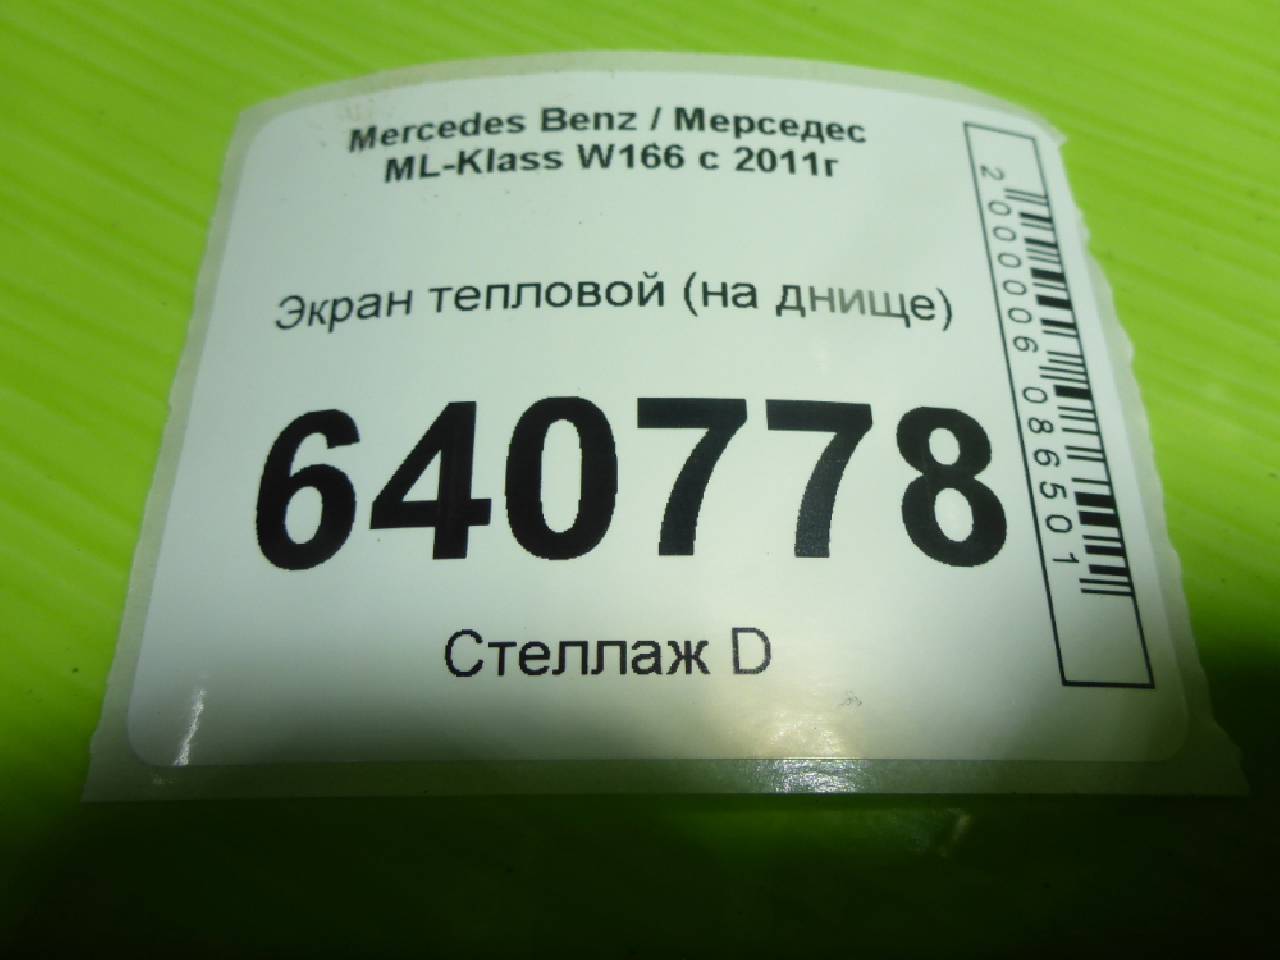 Mercedes Benz / Мерседес
ML-Klass W166 с 2011г
Экран тепловой (на днище)
640778
Стеллаж D
2000006086501